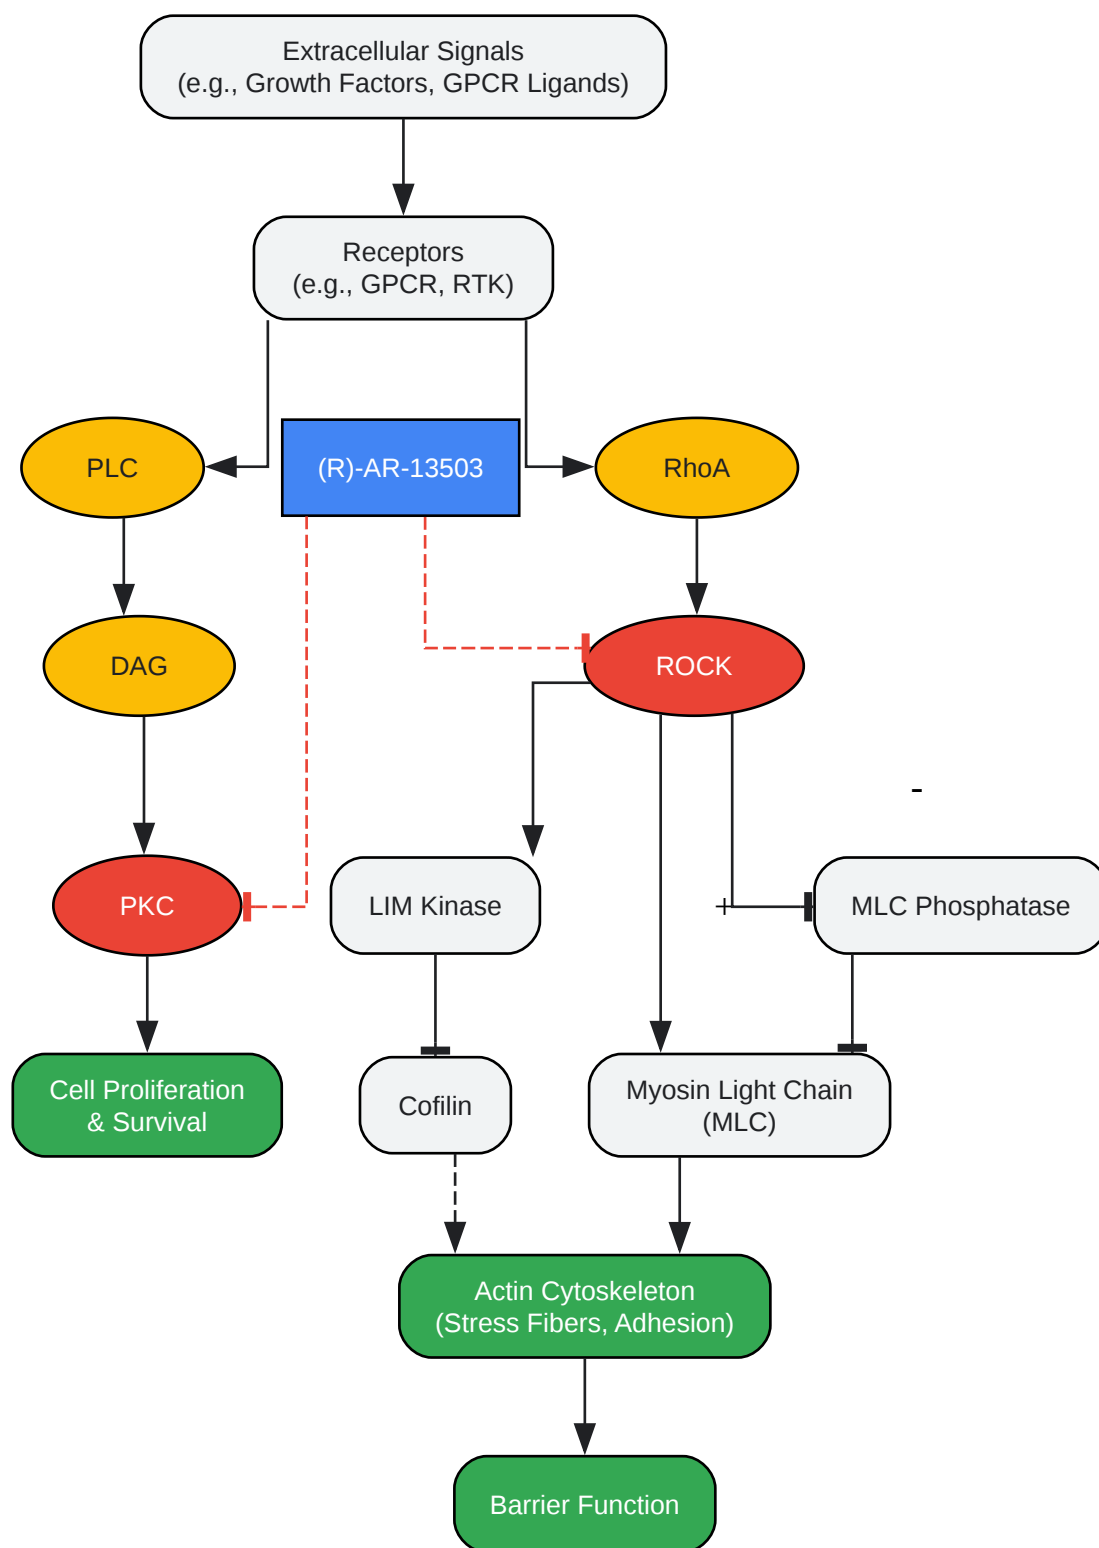 Extracellular Signals
(e.g., Growth Factors, GPCR Ligands)
Receptors
(e.g., GPCR, RTK)
PLC
(R)-AR-13503
RhoA
DAG
ROCK
-
PKC
LIM Kinase
+
MLC Phosphatase
Cell Proliferation
& Survival
Cofilin
Myosin Light Chain
(MLC)
Actin Cytoskeleton
(Stress Fibers, Adhesion)
Barrier Function